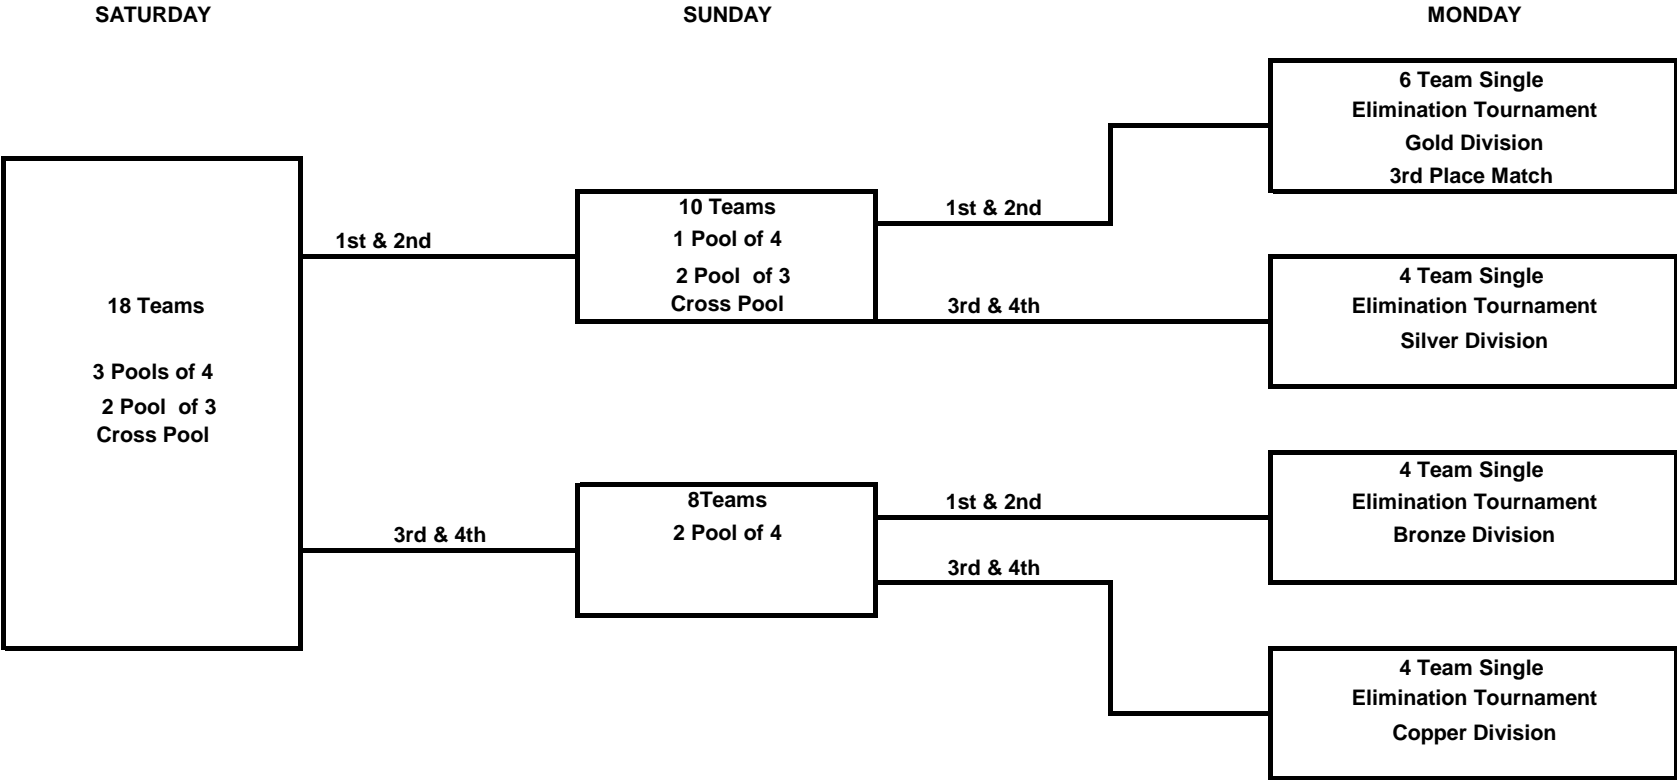 SATURDAY
SUNDAY
MONDAY
18 Teams
3 Pools of 4
2 Pool of 3
Cross Pool
1st & 2nd
3rd & 4th
10 Teams
1 Pool of 4
2 Pool of 3
Cross Pool
1st & 2nd
3rd & 4th
8Teams
2 Pool of 4
1st & 2nd
3rd & 4th
6 Team Single
Elimination Tournament
Gold Division
3rd Place Match
4 Team Single
Elimination Tournament
Silver Division
4 Team Single
Elimination Tournament
Bronze Division
4 Team Single
Elimination Tournament
Copper Division